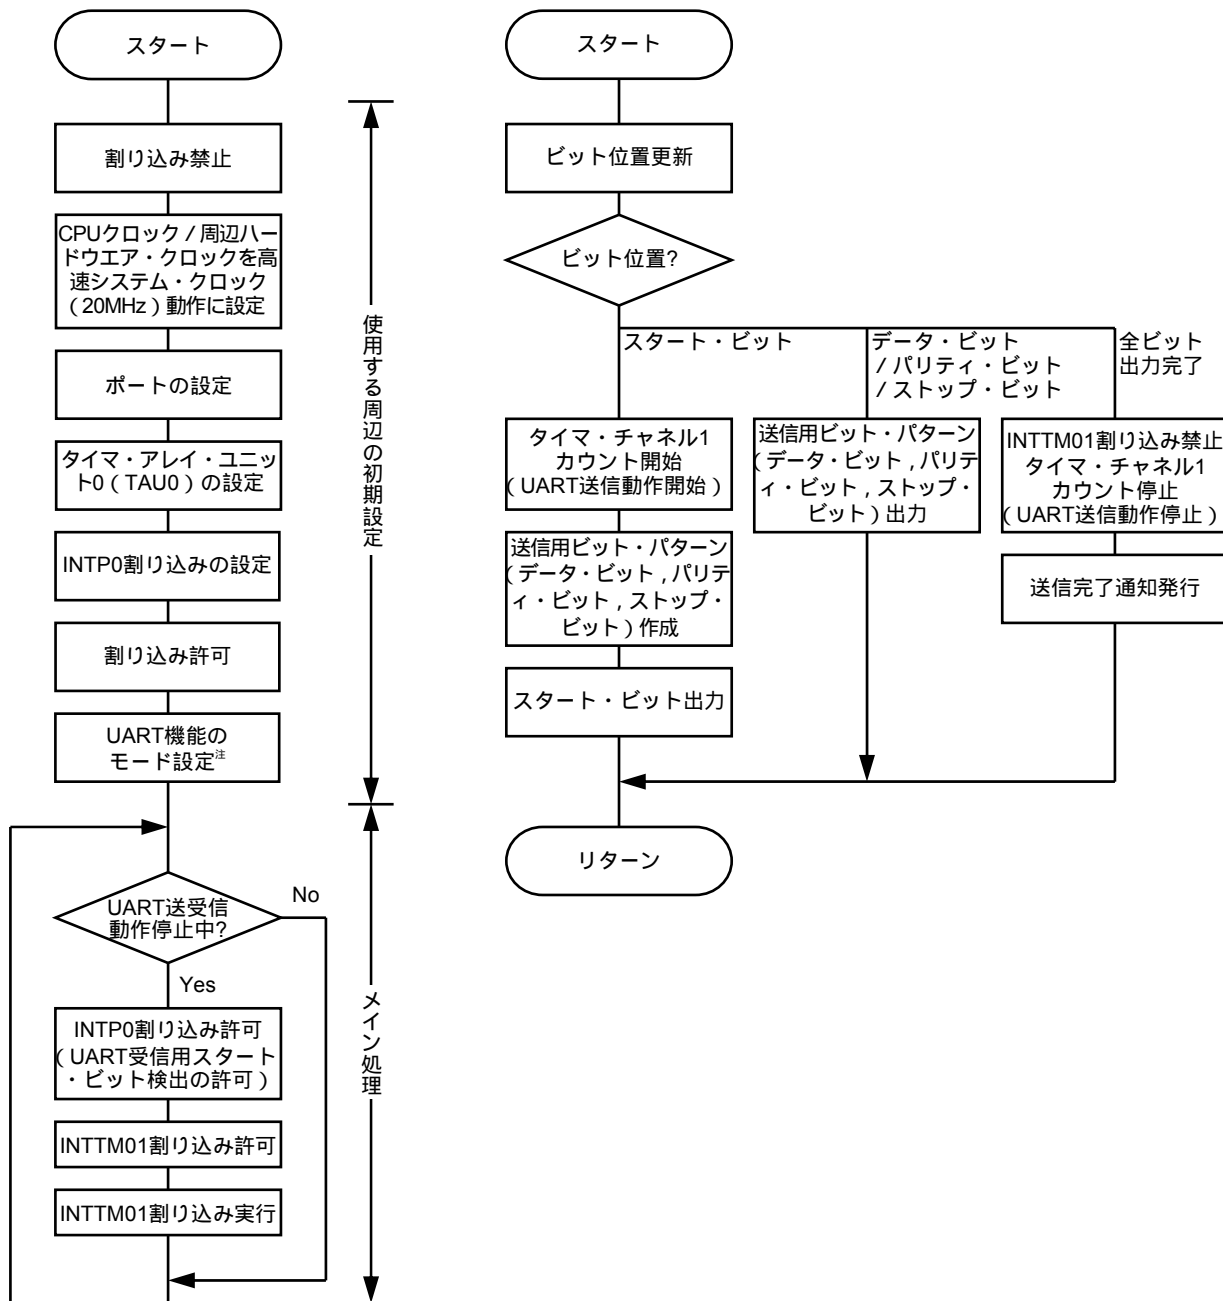 スタート
割り込み禁止
CPUクロック / 周辺ハー
ドウエア・クロックを高
速システム・クロック
（20MHz）動作に設定
ポートの設定
タイマ・アレイ・ユニッ
ト0（TAU0）の設定
INTP0割り込みの設定
割り込み許可
UART機能の
モード設定注
使用する周辺の初期設定
UART送受信
動作停止中?
No
Yes
INTP0割り込み許可
（UART受信用スタート
・ビット検出の許可）
INTTM01割り込み許可
INTTM01割り込み実行
メイン処理
スタート
ビット位置更新
ビット位置?
スタート・ビット
データ・ビット
/ パリティ・ビット
/ ストップ・ビット
全ビット
出力完了
タイマ・チャネル1
カウント開始
（UART送信動作開始）
送信用ビット・パターン
（データ・ビット，パリテ
ィ・ビット，ストップ・
ビット）作成
スタート・ビット出力
送信用ビット・パターン
（データ・ビット，パリテ
ィ・ビット，ストップ・
ビット）出力
INTTM01割り込み禁止
タイマ・チャネル1
カウント停止
（UART送信動作停止）
送信完了通知発行
リターン